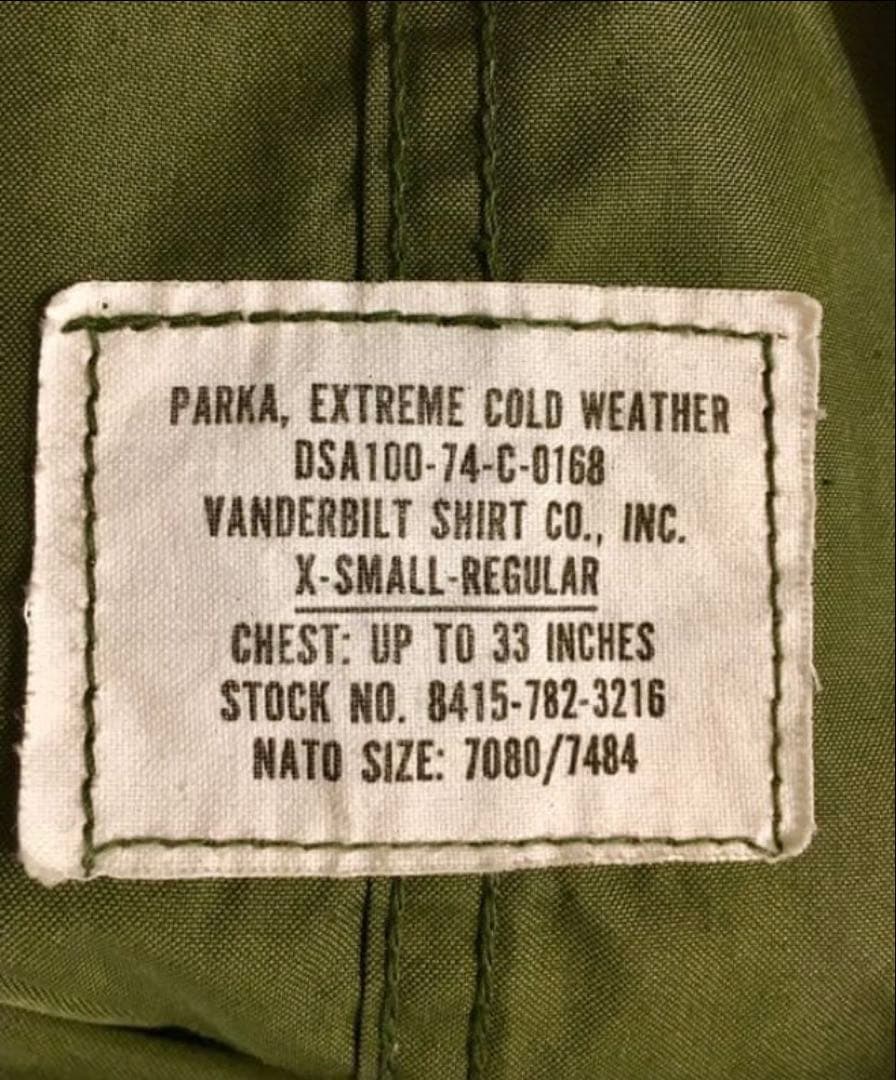 PARKA, EXTREME COLD WEATHER
DSA100-74-C-0168
VANDERBILT SHIRT CO., INC.
X-SMALL-REGULAR
CHEST: UP TO 33 INCHES
STOCK NO. 8415-782-3216
NATO SIZE: 7080/7484